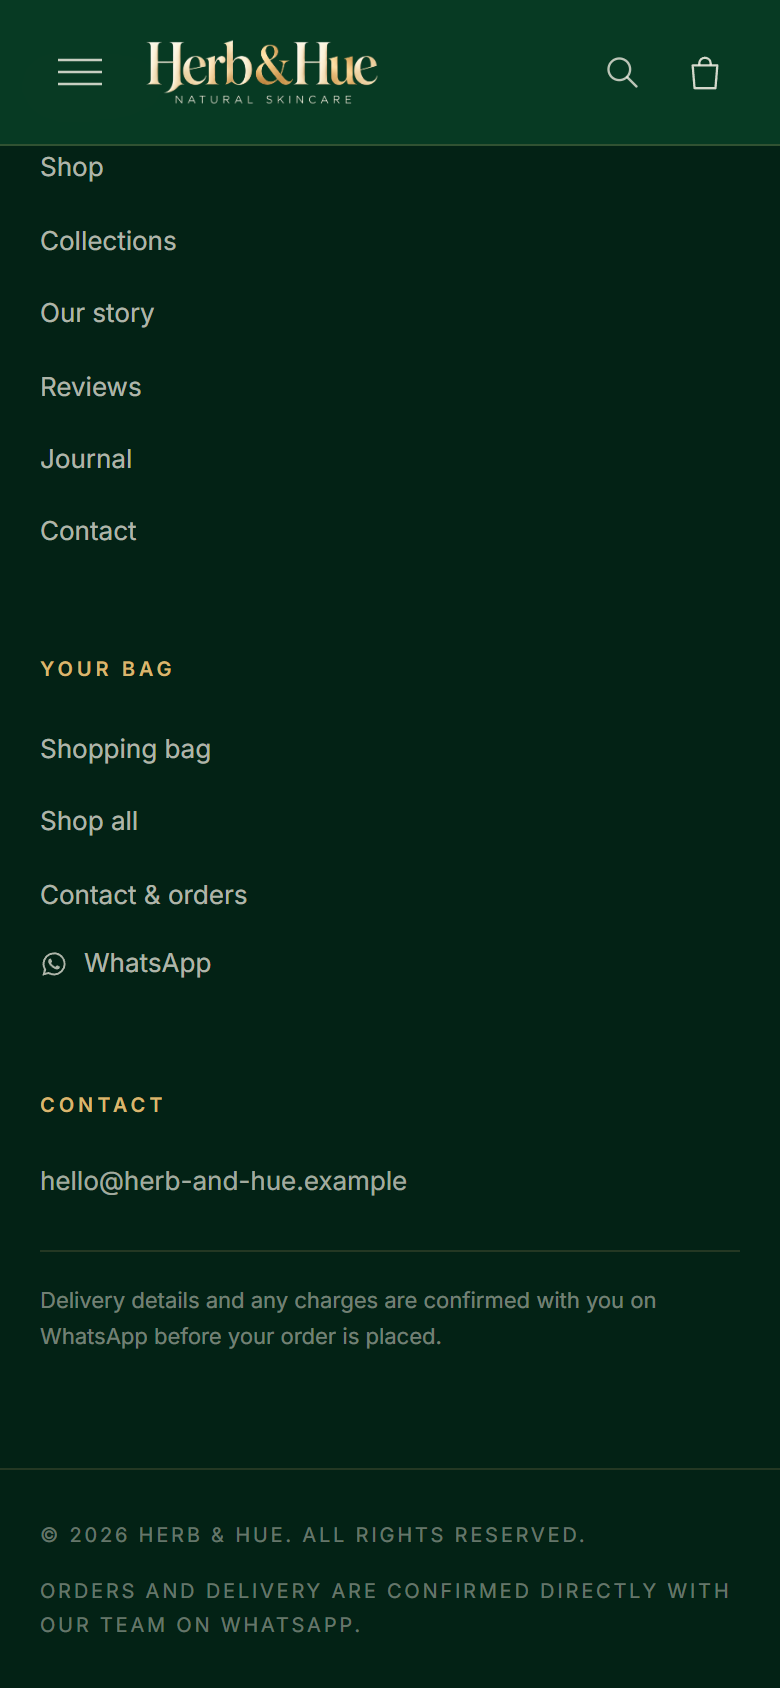 Herb&Hue
NATURAL SKINCARE
Shop
Collections
Our story
Reviews
Journal
Contact
YOUR BAG
Shopping bag
Shop all
Contact & orders
WhatsApp
CONTACT
hello@herb-and-hue.example
Delivery details and any charges are confirmed with you on
WhatsApp before your order is placed.
© 2026 HERB & HUE. ALL RIGHTS RESERVED.
ORDERS AND DELIVERY ARE CONFIRMED DIRECTLY WITH
OUR TEAM ON WHATSAPP.